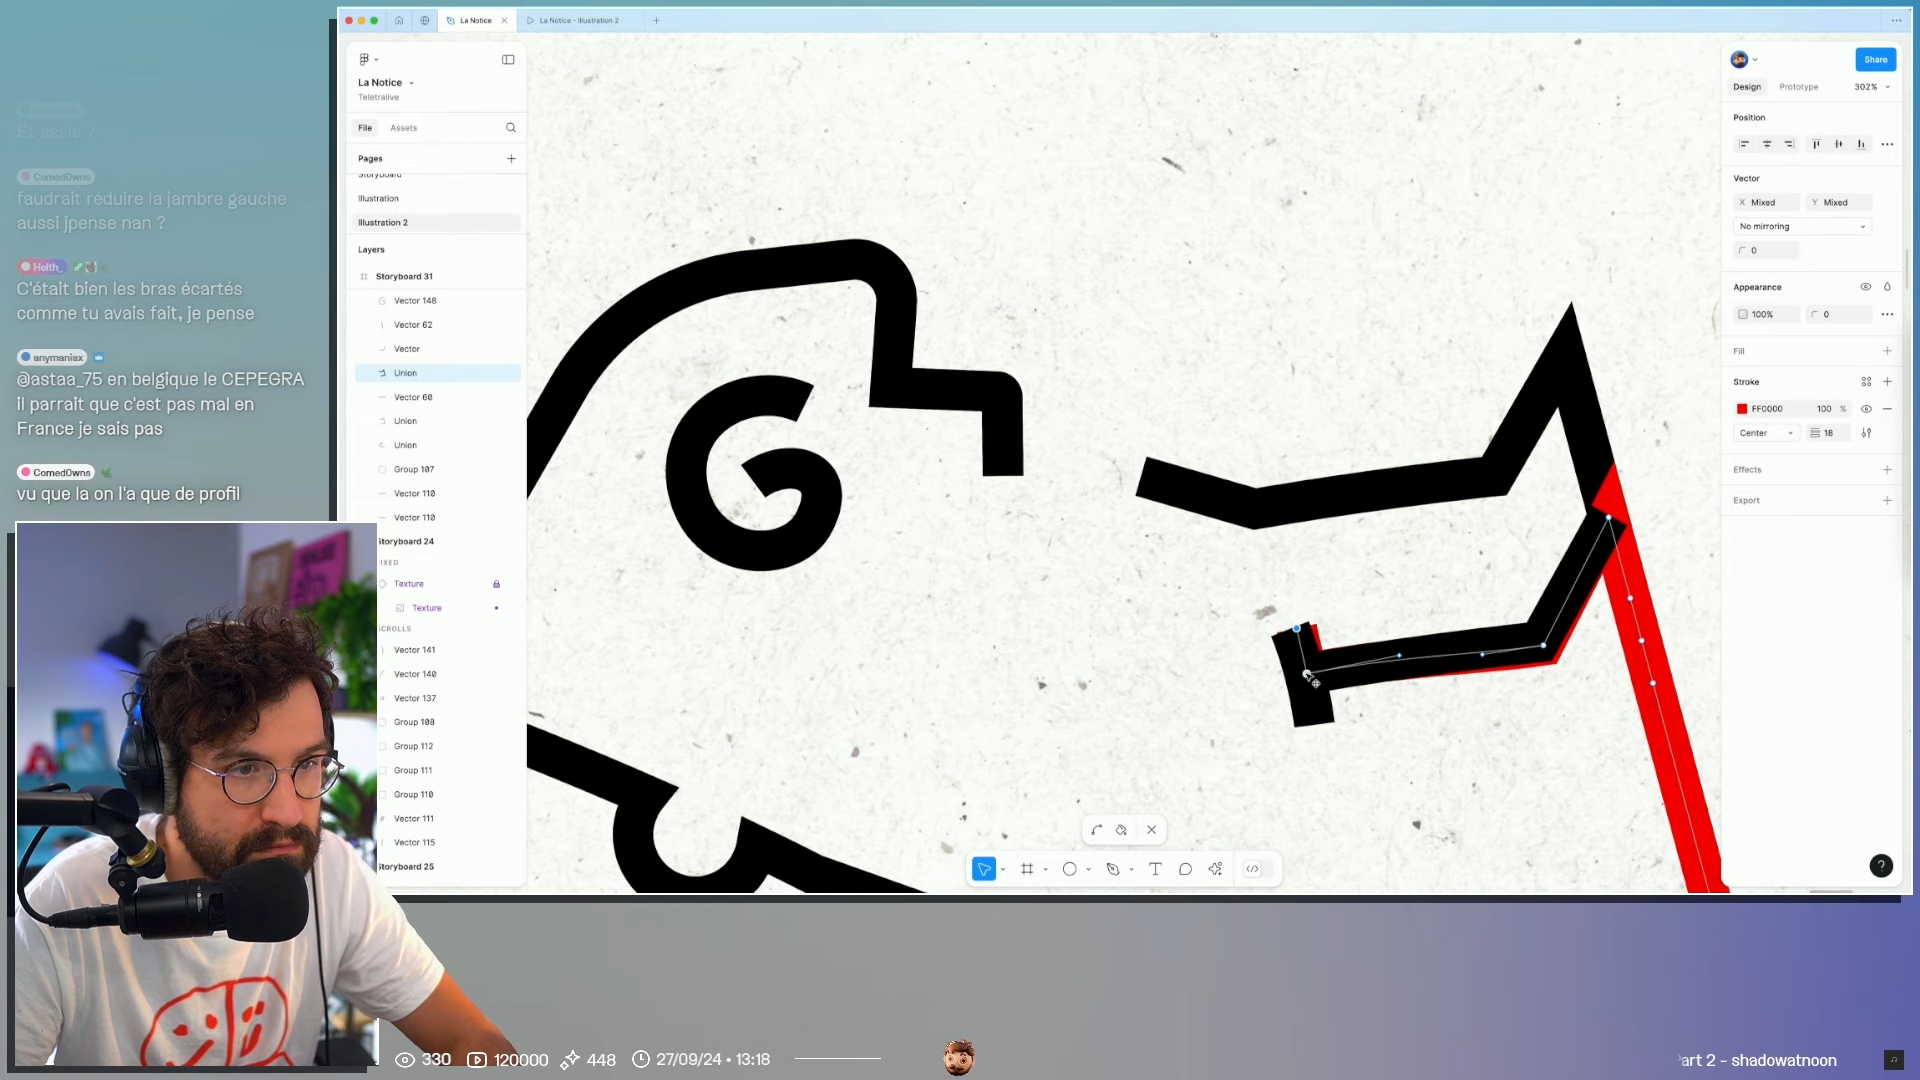 Et assis ?
ComedOwns
faudrait réduire la jambre gauche
aussi jpense nan ?
Helth_
C'était bien les bras écartés
comme tu avais fait, je pense
anymaniax
@astaa_75 en belgique le CEPEGRA
il parrait que c'est pas mal en
France je sais pas
ComedOwns
vu que la on l'a que de profil
La Notice
La Notice - Illustration 2
La Notice
Teletralive
File
Assets
Pages
Storyboard
Illustration
Illustration 2
Layers
Storyboard 31
Vector 148
Vector 62
Vector
Union
Vector 60
Union
Union
Group 107
Vector 110
Vector 110
Storyboard 24
IXED
Texture
Texture
SCROLLS
Vector 141
Vector 140
Vector 137
Group 108
Group 112
Group 111
Group 110
Vector 111
Vector 115
Storyboard 25
Share
Design
Prototype
302%
Position
Vector
X Mixed
Y Mixed
No mirroring
0
Appearance
100%
0
Fill
Stroke
FF0000
100 %
Center
18
Effects
Export
?
330
120000
448
27/09/24 • 13:18
art 2 - shadowatnoon